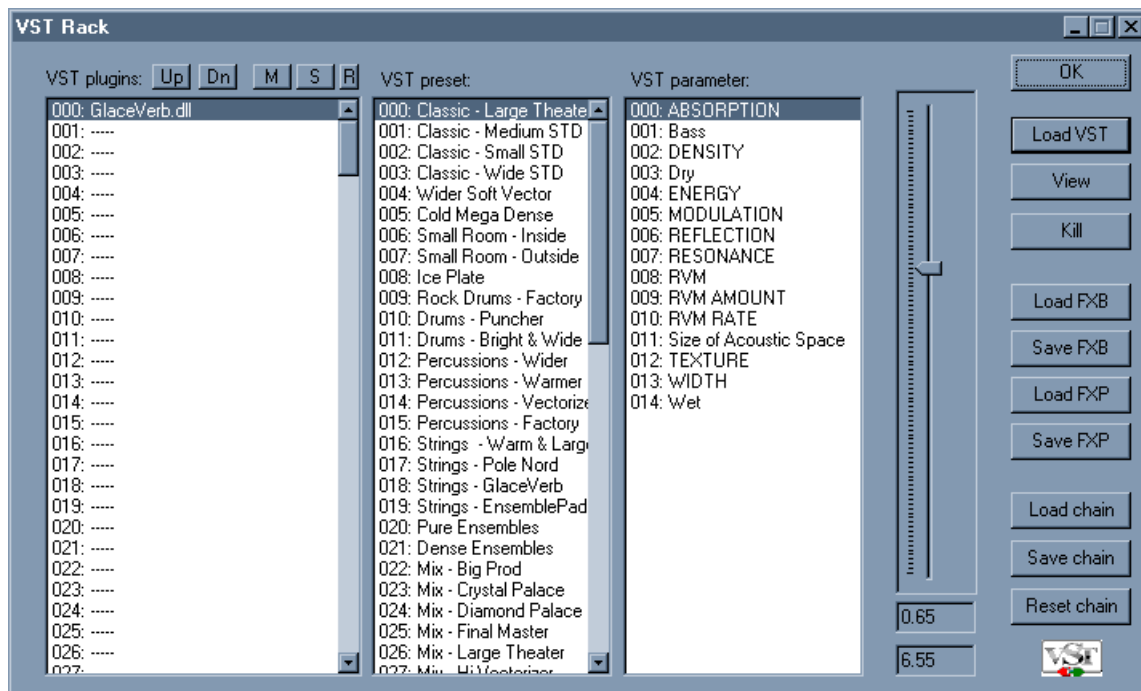 VST Rack
VST plugins: Up Dn M S R
000: GlaceVerb.dll
001: -----
002: -----
003: -----
004: -----
005: -----
006: -----
007: -----
008: -----
009: -----
010: -----
011: -----
012: -----
013: -----
014: -----
015: -----
016: -----
017: -----
018: -----
019: -----
020: -----
021: -----
022: -----
023: -----
024: -----
025: -----
026: -----
027:
VST preset:
000: Classic - Large Theate
001: Classic - Medium STD
002: Classic - Small STD
003: Classic - Wide STD
004: Wider Soft Vector
005: Cold Mega Dense
006: Small Room - Inside
007: Small Room - Outside
008: Ice Plate
009: Rock Drums - Factory
010: Drums - Puncher
011: Drums - Bright & Wide
012: Percussions - Wider
013: Percussions - Warmer
014: Percussions - Vectorize
015: Percussions - Factory
016: Strings  - Warm & Large
017: Strings - Pole Nord
018: Strings - GlaceVerb
019: Strings - EnsemblePad
020: Pure Ensembles
021: Dense Ensembles
022: Mix - Big Prod
023: Mix - Crystal Palace
024: Mix - Diamond Palace
025: Mix - Final Master
026: Mix - Large Theater
027: Mix - Hi Vectorizer
VST parameter:
000: ABSORPTION
001: Bass
002: DENSITY
003: Dry
004: ENERGY
005: MODULATION
006: REFLECTION
007: RESONANCE
008: RVM
009: RVM AMOUNT
010: RVM RATE
011: Size of Acoustic Space
012: TEXTURE
013: WIDTH
014: Wet
0.65
6.55
OK
Load VST
View
Kill
Load FXB
Save FXB
Load FXP
Save FXP
Load chain
Save chain
Reset chain
VST